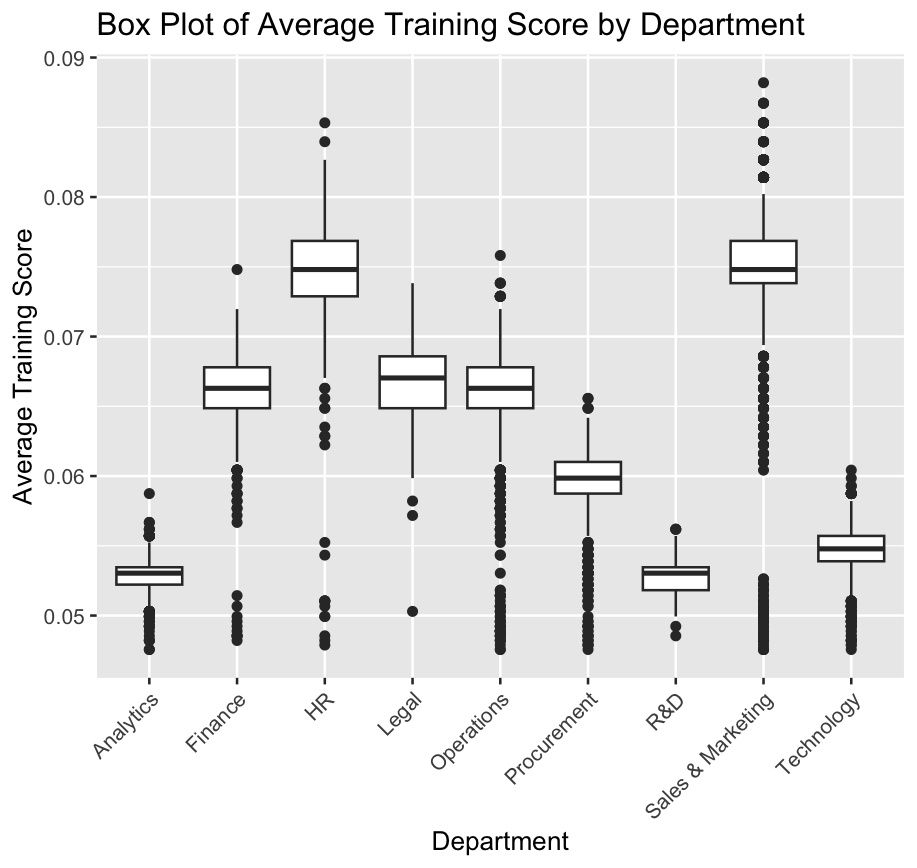 Box Plot of Average Training Score by Department
Average Training Score
0.09
0.08
0.07
0.06
0.05
Analytics
Finance
HR
Legal
Operations
Procurement
R&D
Sales & Marketing
Technology
Department